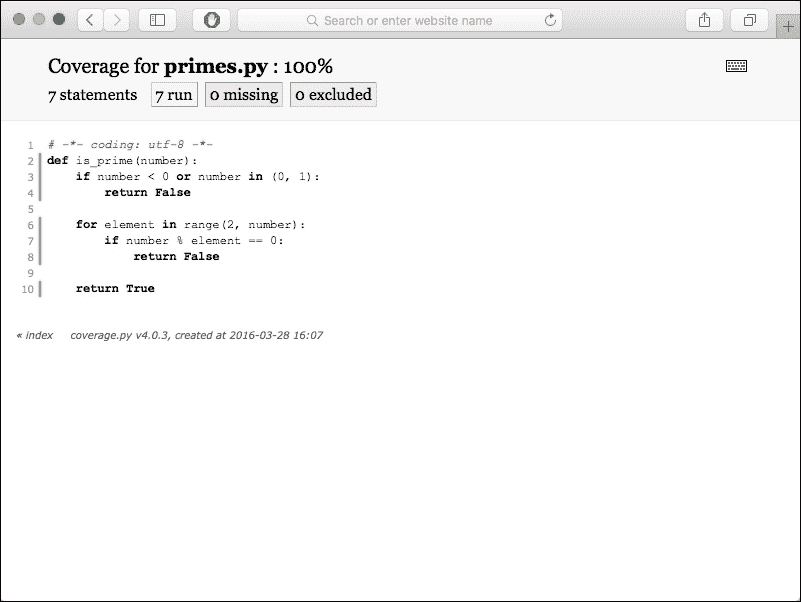 Search or enter website name
Coverage for primes.py : 100%
7 statements 7 run 0 missing 0 excluded
1 # -*- coding: utf-8 -*-
2 def is_prime(number):
3     if number < 0 or number in (0, 1):
4         return False
5
6     for element in range(2, number):
7         if number % element == 0:
8             return False
9
10     return True
« index coverage.py v4.0.3, created at 2016-03-28 16:07